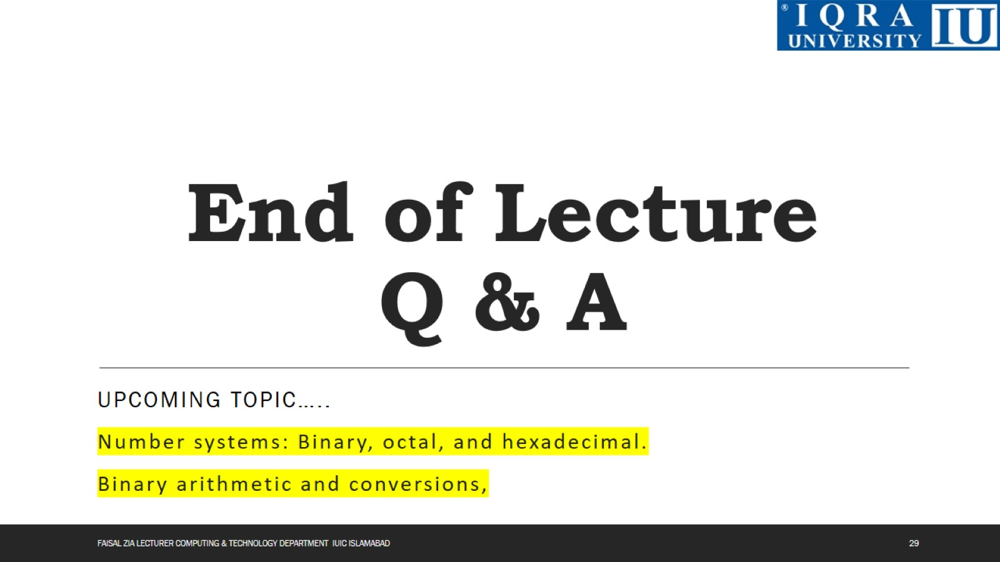 ® IQRA
UNIVERSITY IU
End of Lecture
Q & A
UPCOMING TOPIC…..
Number systems: Binary, octal, and hexadecimal.
Binary arithmetic and conversions,
FAISAL ZIA LECTURER COMPUTING & TECHNOLOGY DEPARTMENT IUIC ISLAMABAD 29